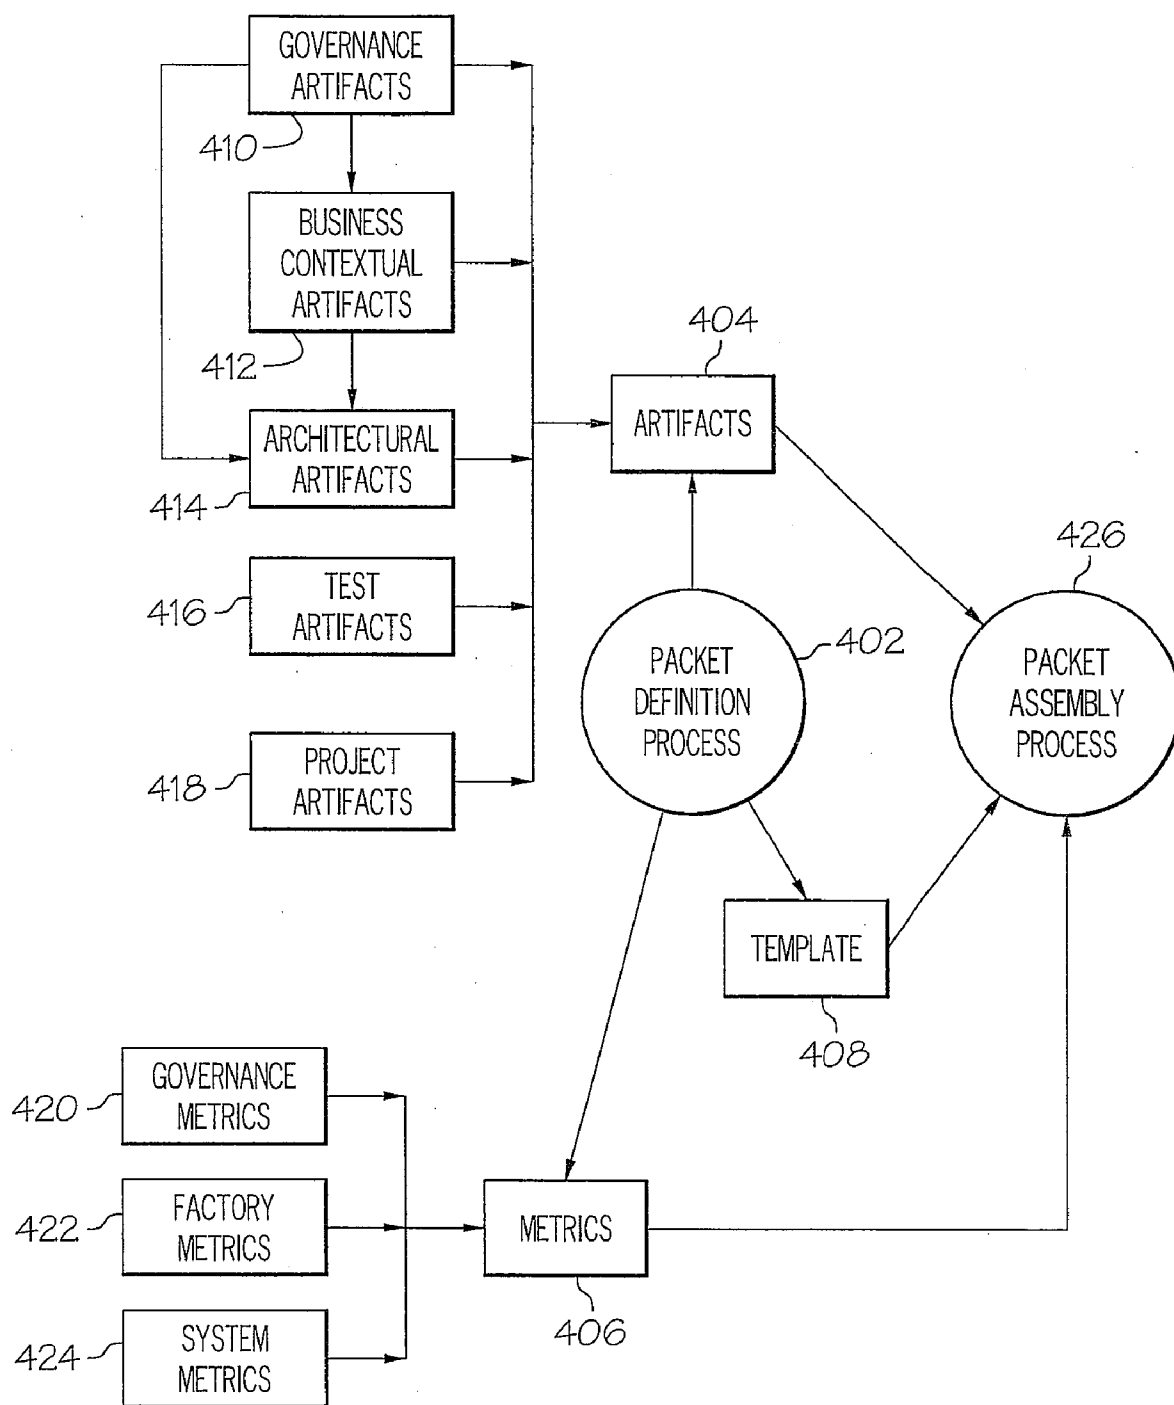 GOVERNANCE
ARTIFACTS
410
BUSINESS
CONTEXTUAL
ARTIFACTS
412
ARCHITECTURAL
ARTIFACTS
414
TEST
ARTIFACTS
416
PROJECT
ARTIFACTS
418
404
ARTIFACTS
PACKET
DEFINITION
PROCESS
402
426
PACKET
ASSEMBLY
PROCESS
TEMPLATE
408
GOVERNANCE
METRICS
420
FACTORY
METRICS
422
SYSTEM
METRICS
424
METRICS
406